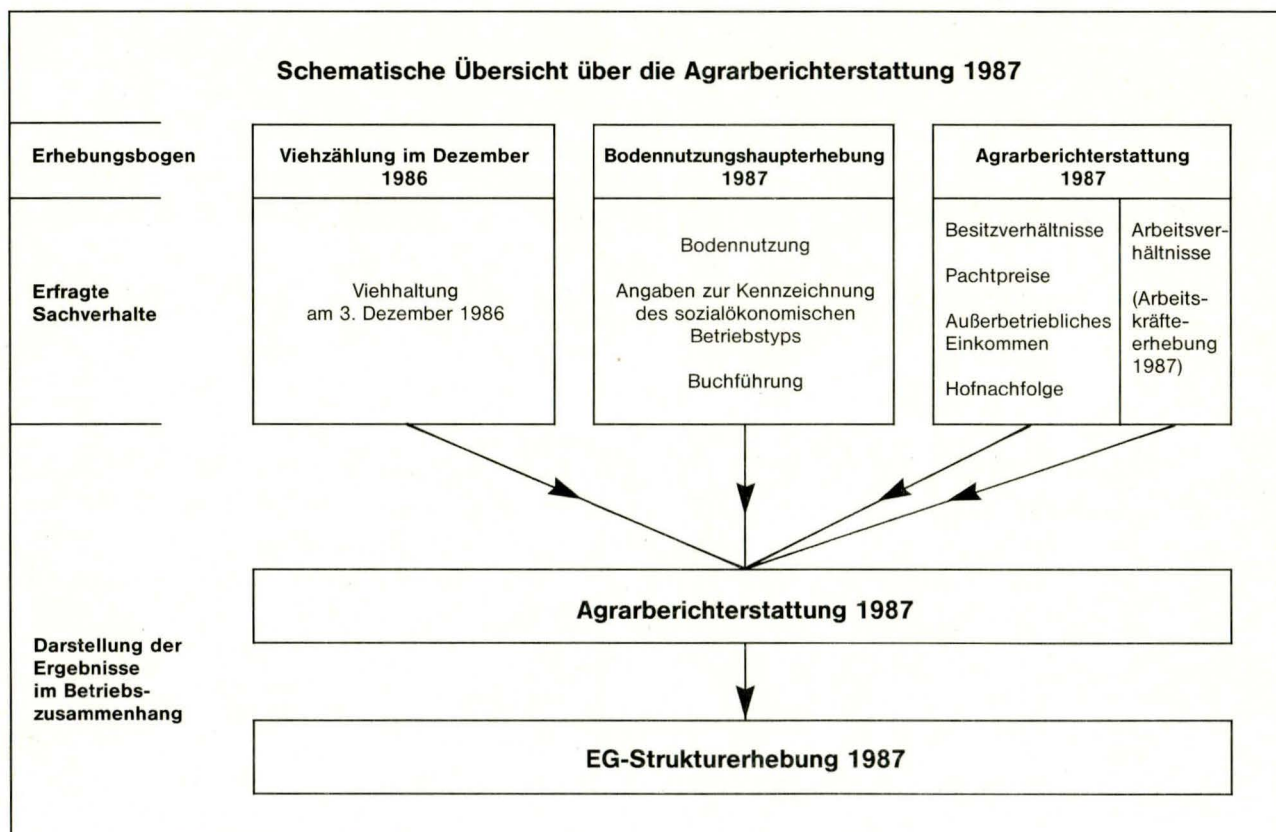 Schematische Übersicht über die Agrarberichterstattung 1987
Erhebungsbogen
Viehzählung im Dezember
1986
Bodennutzungshaupterhebung
1987
Agrarberichterstattung
1987
Erfragte
Sachverhalte
Viehhaltung
am 3. Dezember 1986
Bodennutzung
Angaben zur Kennzeichnung
des sozialökonomischen
Betriebstyps
Buchführung
Besitzverhältnisse
Pachtpreise
Außerbetriebliches
Einkommen
Hofnachfolge
Arbeitsver-
hältnisse
(Arbeits-
kräfte-
erhebung
1987)
Darstellung der
Ergebnisse
im Betriebs-
zusammenhang
Agrarberichterstattung 1987
EG-Strukturerhebung 1987